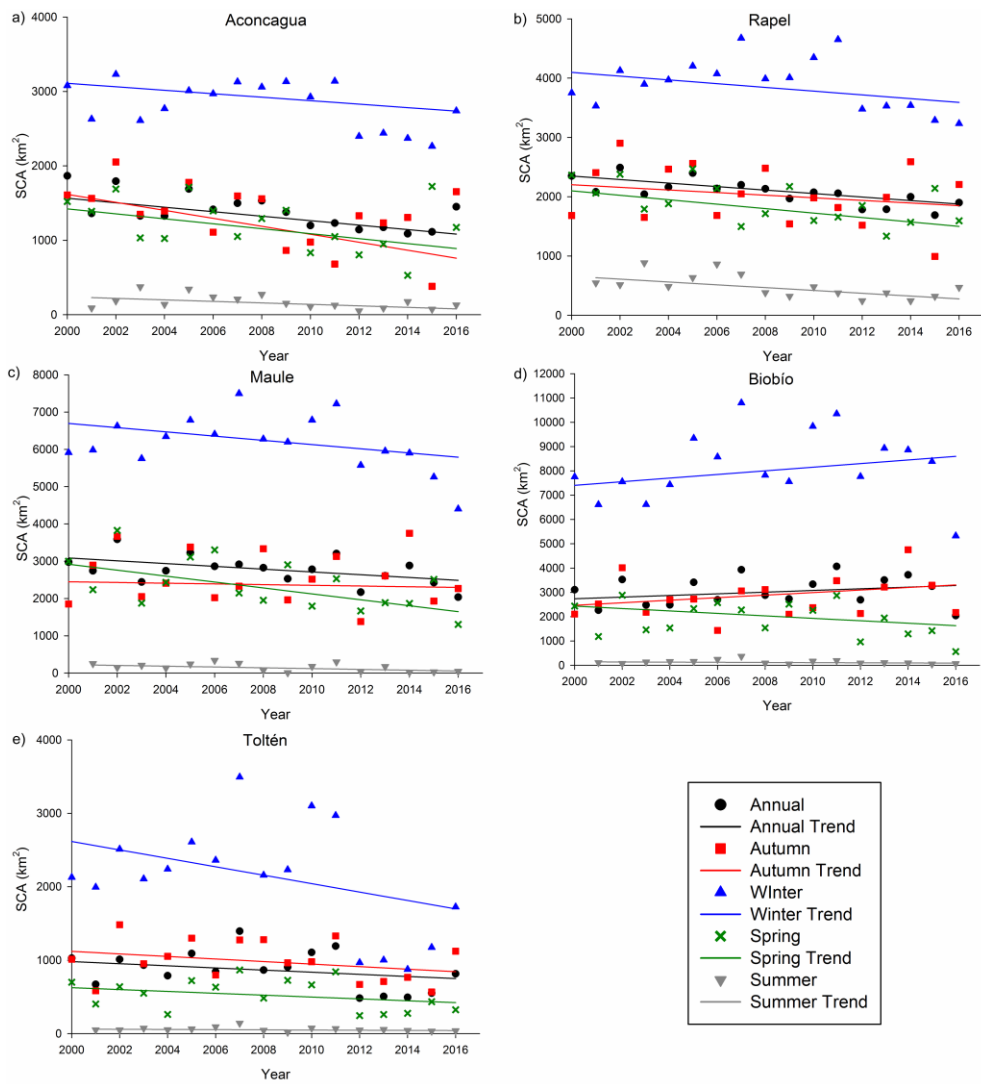 a) Aconcagua
4000
3000
2000
1000
0
SCA (km²)
2000 2002 2004 2006 2008 2010 2012 2014 2016
Year
b) Rapel
5000
4000
3000
2000
1000
0
SCA (km²)
2000 2002 2004 2006 2008 2010 2012 2014 2016
Year
c) Maule
8000
7000
6000
5000
4000
3000
2000
1000
0
SCA (km²)
2000 2002 2004 2006 2008 2010 2012 2014 2016
Year
d) Biobío
12000
11000
10000
9000
8000
7000
6000
5000
4000
3000
2000
1000
0
SCA (km²)
2000 2002 2004 2006 2008 2010 2012 2014 2016
Year
e) Toltén
4000
3000
2000
1000
0
SCA (km²)
2000 2002 2004 2006 2008 2010 2012 2014 2016
Year
Annual
Annual Trend
Autumn
Autumn Trend
WInter
Winter Trend
Spring
Spring Trend
Summer
Summer Trend